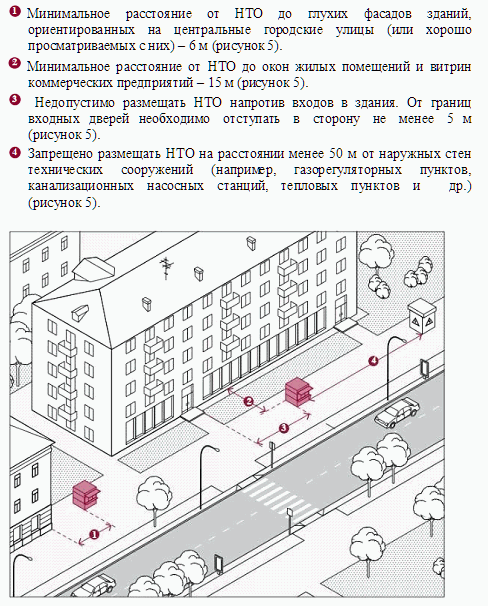 1 Минимальное расстояние от НТО до глухих фасадов зданий,
ориентированных на центральные городские улицы (или хорошо
просматриваемых с них) – 6 м (рисунок 5).
2 Минимальное расстояние от НТО до окон жилых помещений и витрин
коммерческих предприятий – 15 м (рисунок 5).
3 Недопустимо размещать НТО напротив входов в здания. От границ
входных дверей необходимо отступать в сторону не менее 5 м
(рисунок 5).
4 Запрещено размещать НТО на расстоянии менее 50 м от наружных стен
технических сооружений (например, газорегуляторных пунктов,
канализационных насосных станций, тепловых пунктов и др.)
(рисунок 5).
4
2
3
1